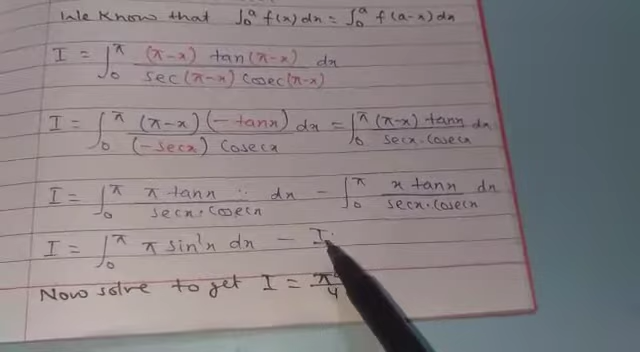 We know that ∫₀ᵃ f(x) dx = ∫₀ᵃ f(a-x) dx
I = ∫₀^π (π-x) tan(π-x) / sec(π-x) cosec(π-x) dx
I = ∫₀^π (π-x)(-tanx) / (-secx) cosecx dx = ∫₀^π (π-x) tanx / secx·cosecx dx
I = ∫₀^π π tanx / secx·cosecx dx - ∫₀^π x tanx / secx·cosecx dx
I = ∫₀^π π sin²x dx - I
Now solve to get I = π² / 4